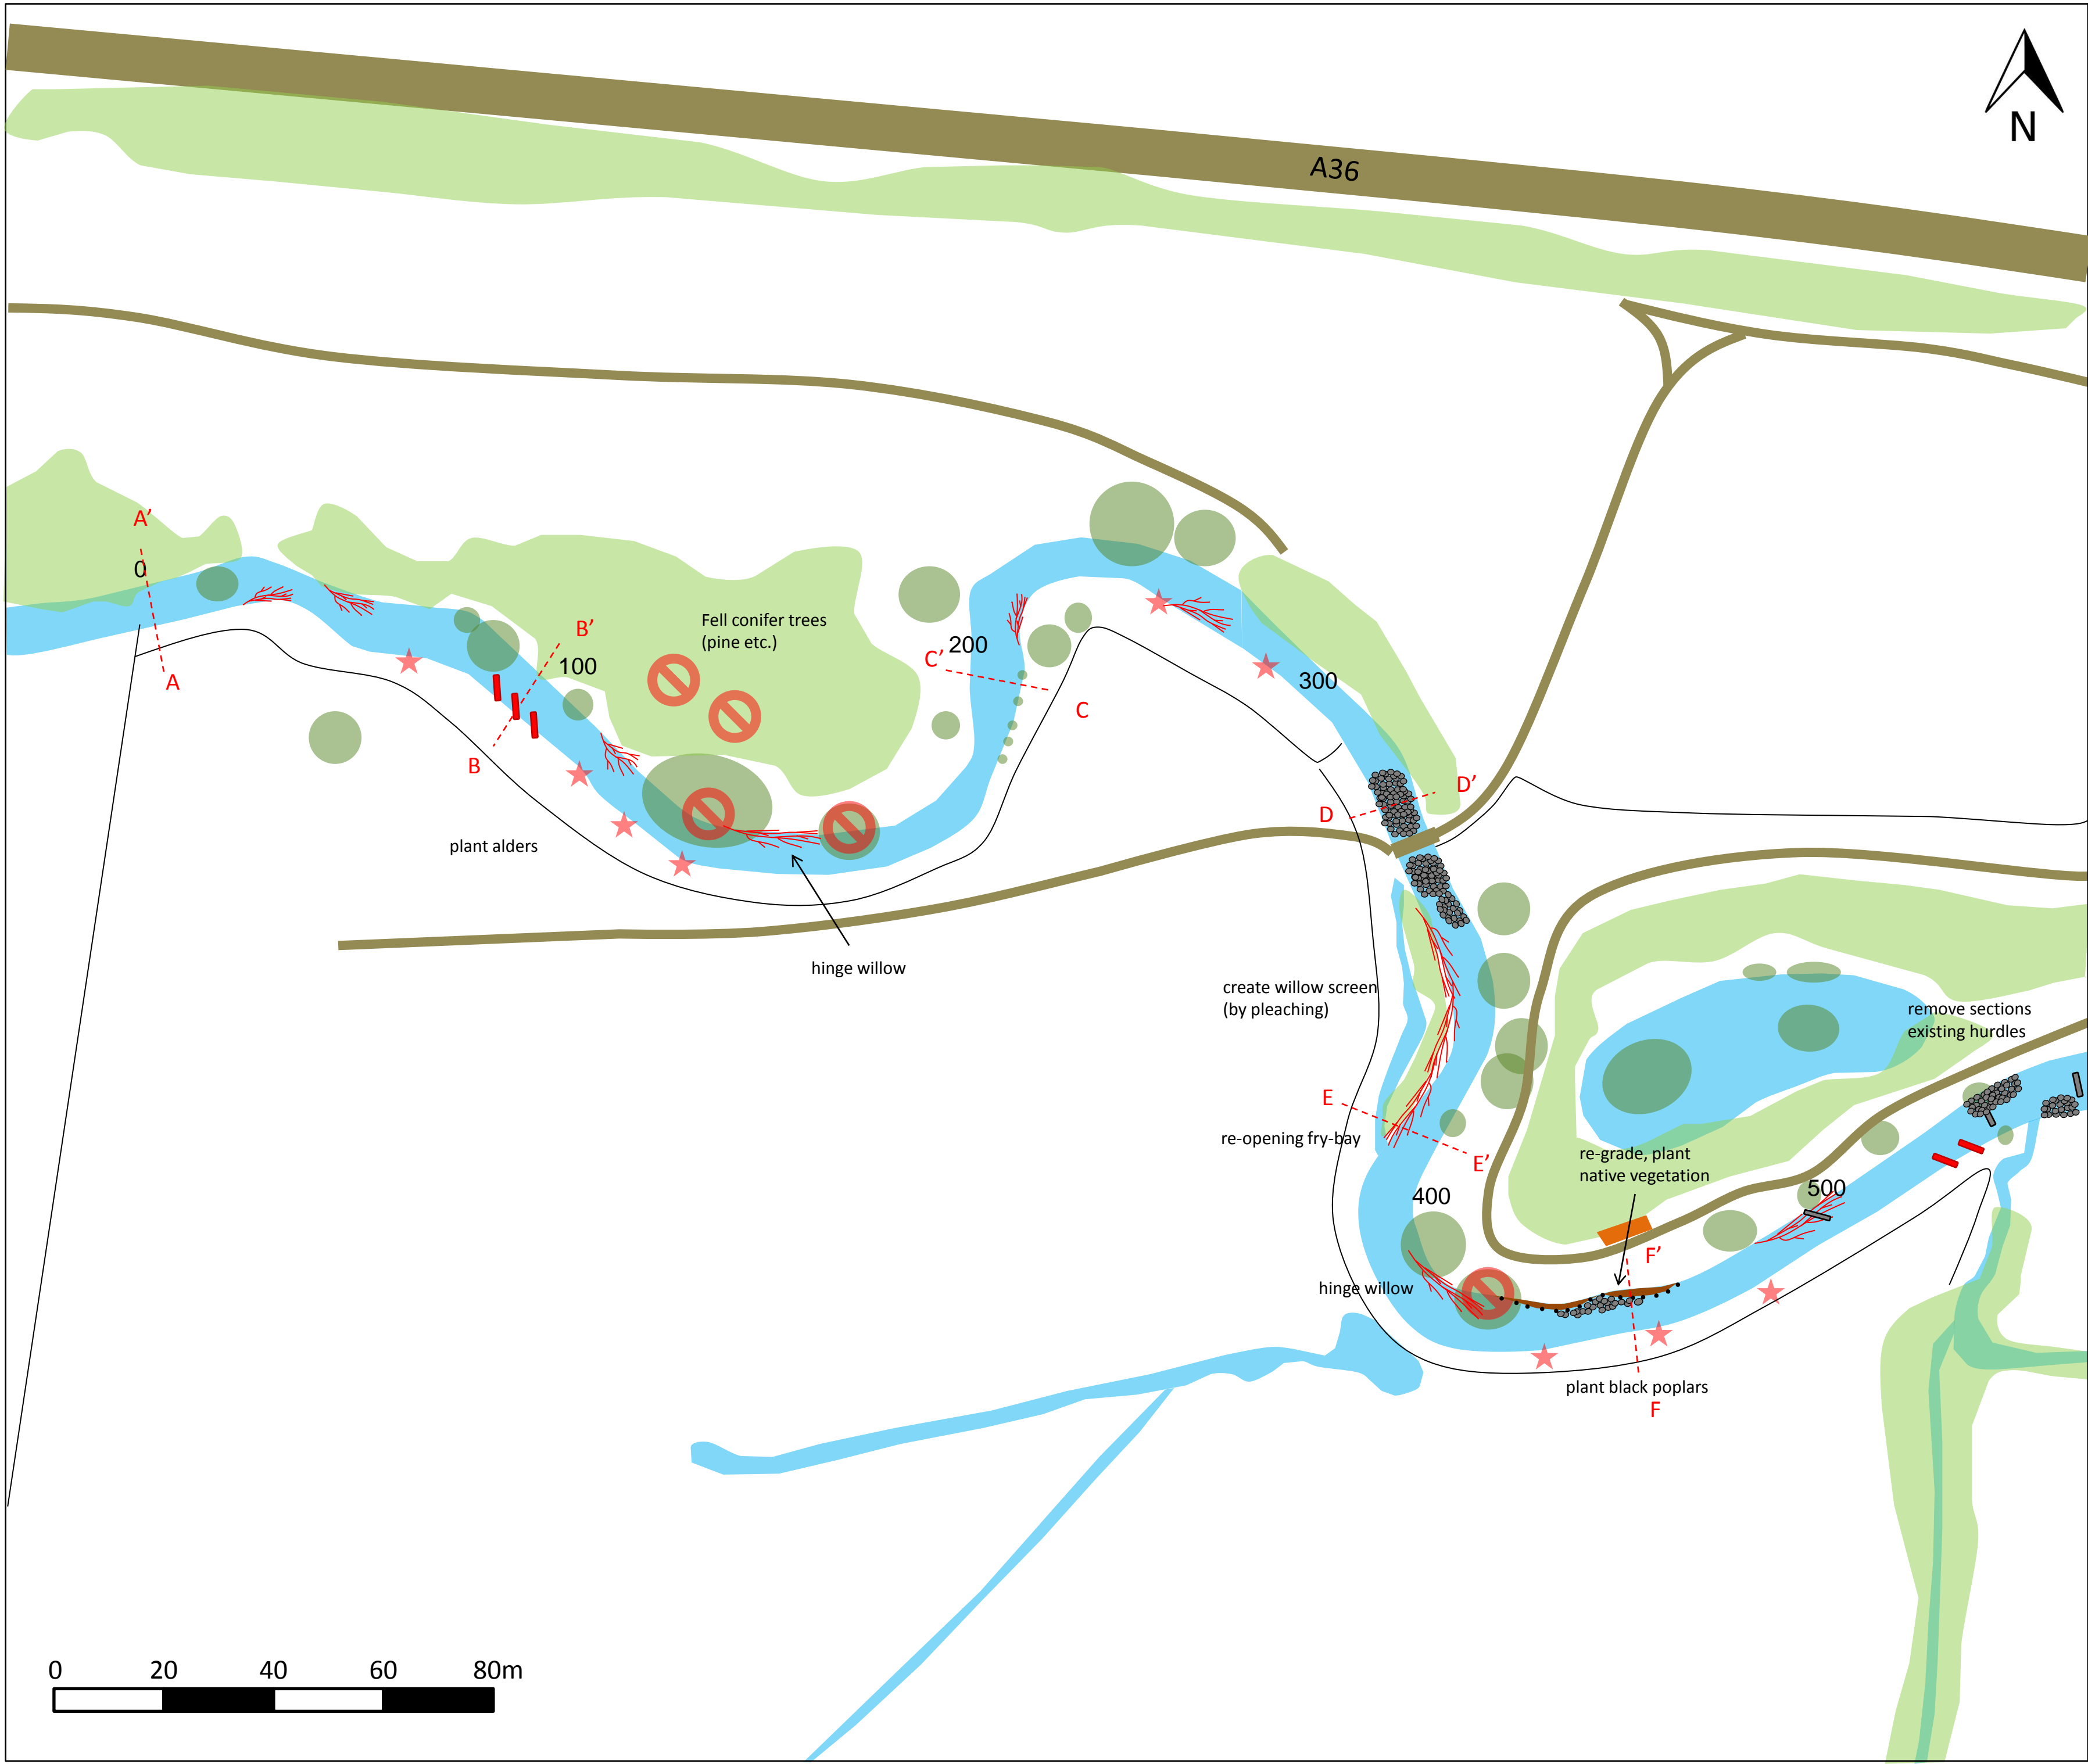 N
A36
A’
0
A
B’
100
B
Fell conifer trees
(pine etc.)
200
C’
C
300
D’
D
plant alders
hinge willow
create willow screen
(by pleaching)
remove sections
existing hurdles
E
re-opening fry-bay
E’
re-grade, plant
native vegetation
400
500
F’
hinge willow
plant black poplars
F
0 20 40 60 80m